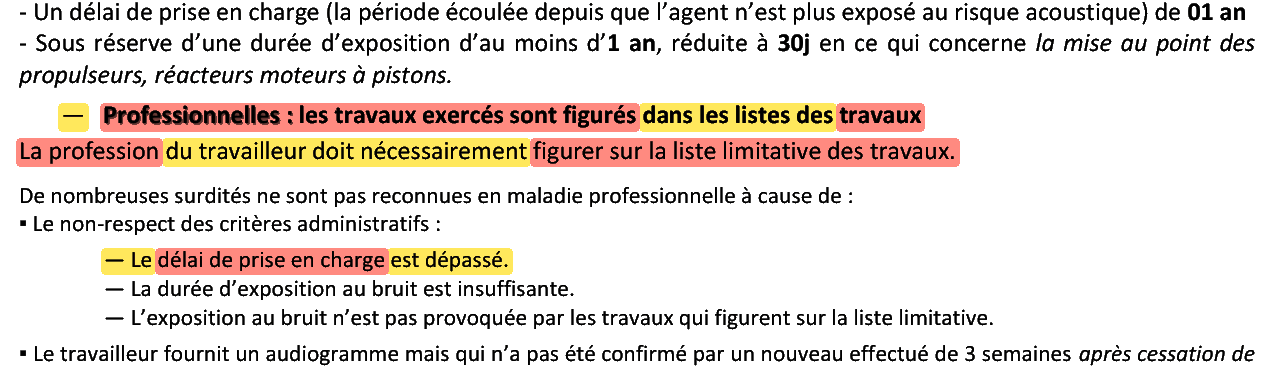 - Un délai de prise en charge (la période écoulée depuis que l’agent n’est plus exposé au risque acoustique) de 01 an
- Sous réserve d’une durée d’exposition d’au moins d’1 an, réduite à 30j en ce qui concerne la mise au point des
propulseurs, réacteurs moteurs à pistons.
— Professionnelles : les travaux exercés sont figurés dans les listes des travaux
La profession du travailleur doit nécessairement figurer sur la liste limitative des travaux.
De nombreuses surdités ne sont pas reconnues en maladie professionnelle à cause de :
▪ Le non-respect des critères administratifs :
— Le délai de prise en charge est dépassé.
— La durée d’exposition au bruit est insuffisante.
— L’exposition au bruit n’est pas provoquée par les travaux qui figurent sur la liste limitative.
▪ Le travailleur fournit un audiogramme mais qui n’a pas été confirmé par un nouveau effectué de 3 semaines après cessation de